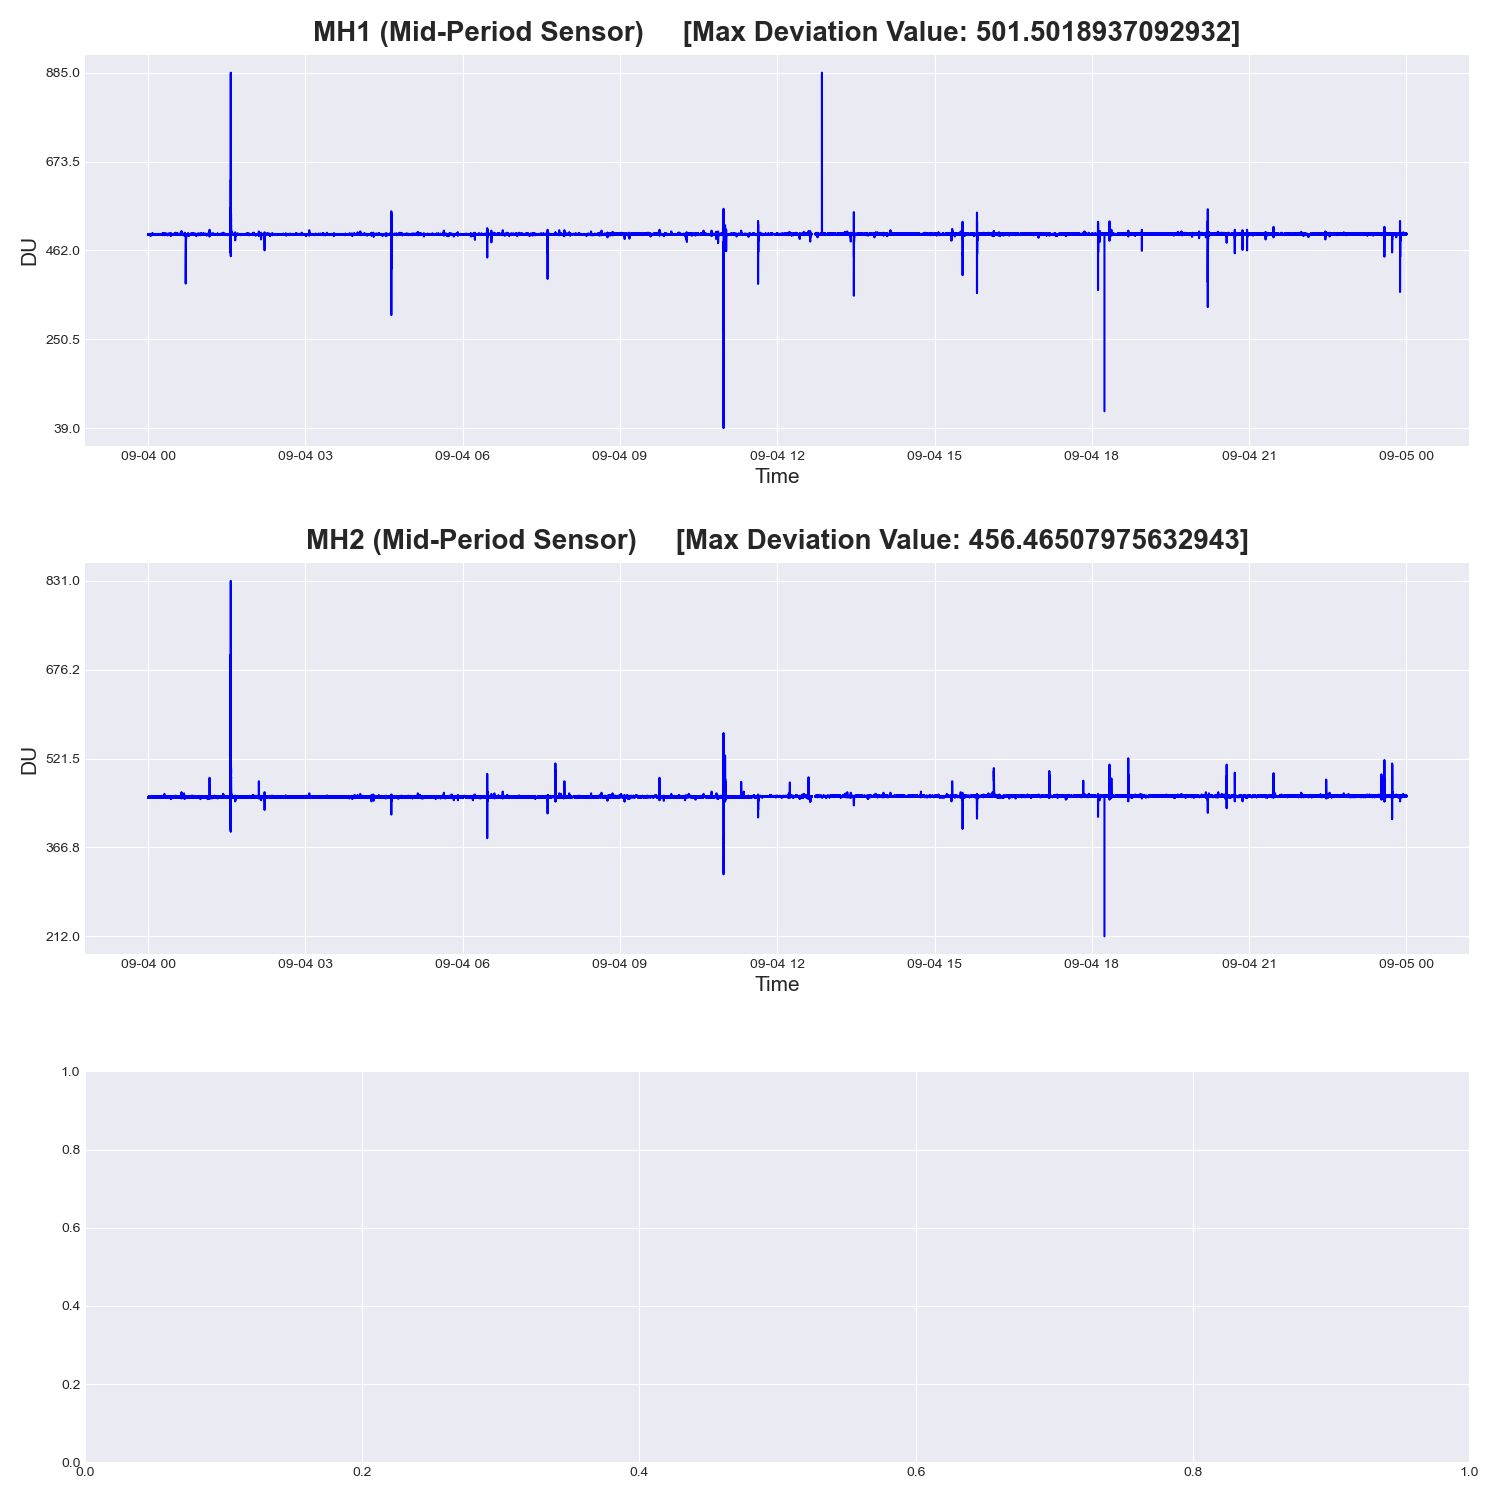 MH1 (Mid-Period Sensor) [Max Deviation Value: 501.5018937092932]
885.0
673.5
462.0
250.5
39.0
DU
09-04 00 09-04 03 09-04 06 09-04 09 09-04 12 09-04 15 09-04 18 09-04 21 09-05 00
Time
MH2 (Mid-Period Sensor) [Max Deviation Value: 456.46507975632943]
831.0
676.2
521.5
366.8
212.0
DU
09-04 00 09-04 03 09-04 06 09-04 09 09-04 12 09-04 15 09-04 18 09-04 21 09-05 00
Time
1.0
0.8
0.6
0.4
0.2
0.0
0.0 0.2 0.4 0.6 0.8 1.0